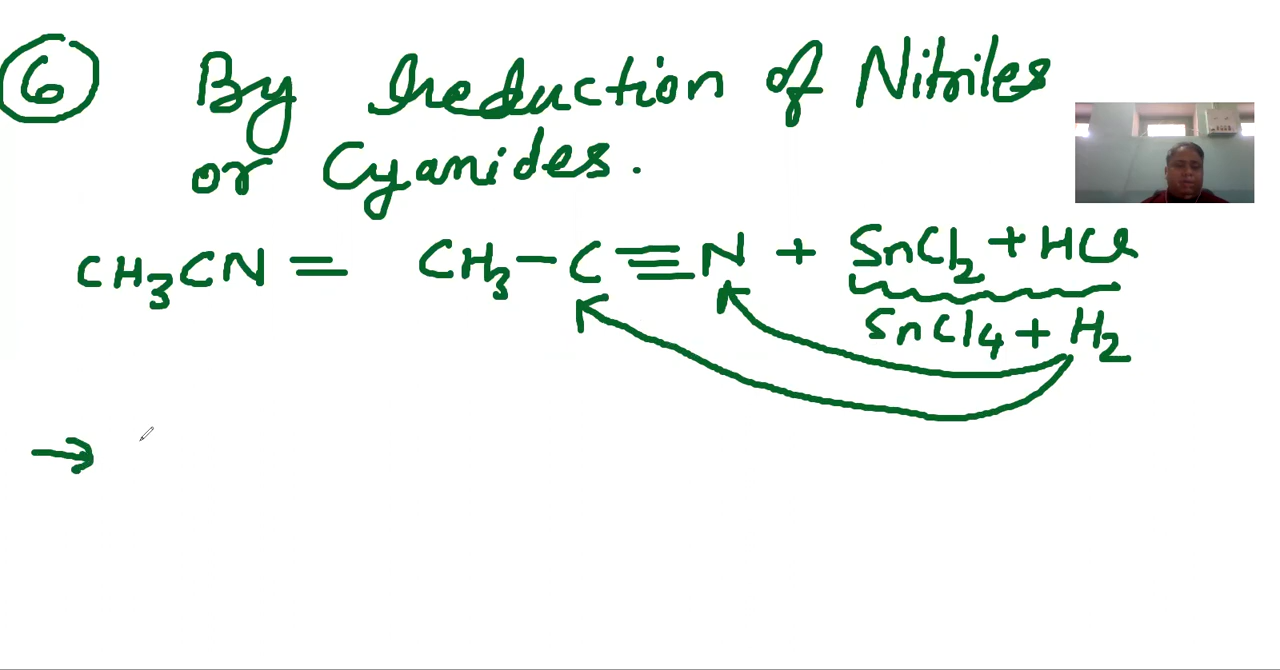 6 By Reduction of Nitriles
or Cyanides.
CH₃CN = CH₃-C≡N + SnCl₂+HCl
SnCl4+H₂
→